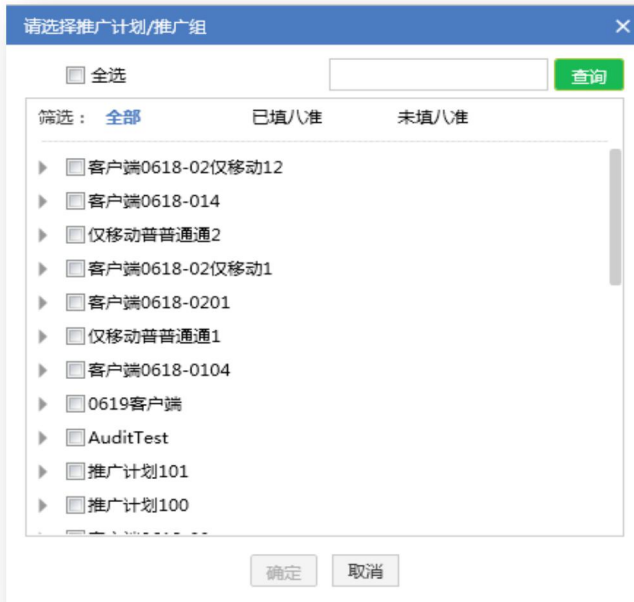 请选择推广计划/推广组
全选 查询
筛选： 全部 已填八准 未填八准
客户端0618-02仅移动12
客户端0618-014
仅移动普普通通2
客户端0618-02仅移动1
客户端0618-0201
仅移动普普通通1
客户端0618-0104
0619客户端
AuditTest
推广计划101
推广计划100
确定 取消